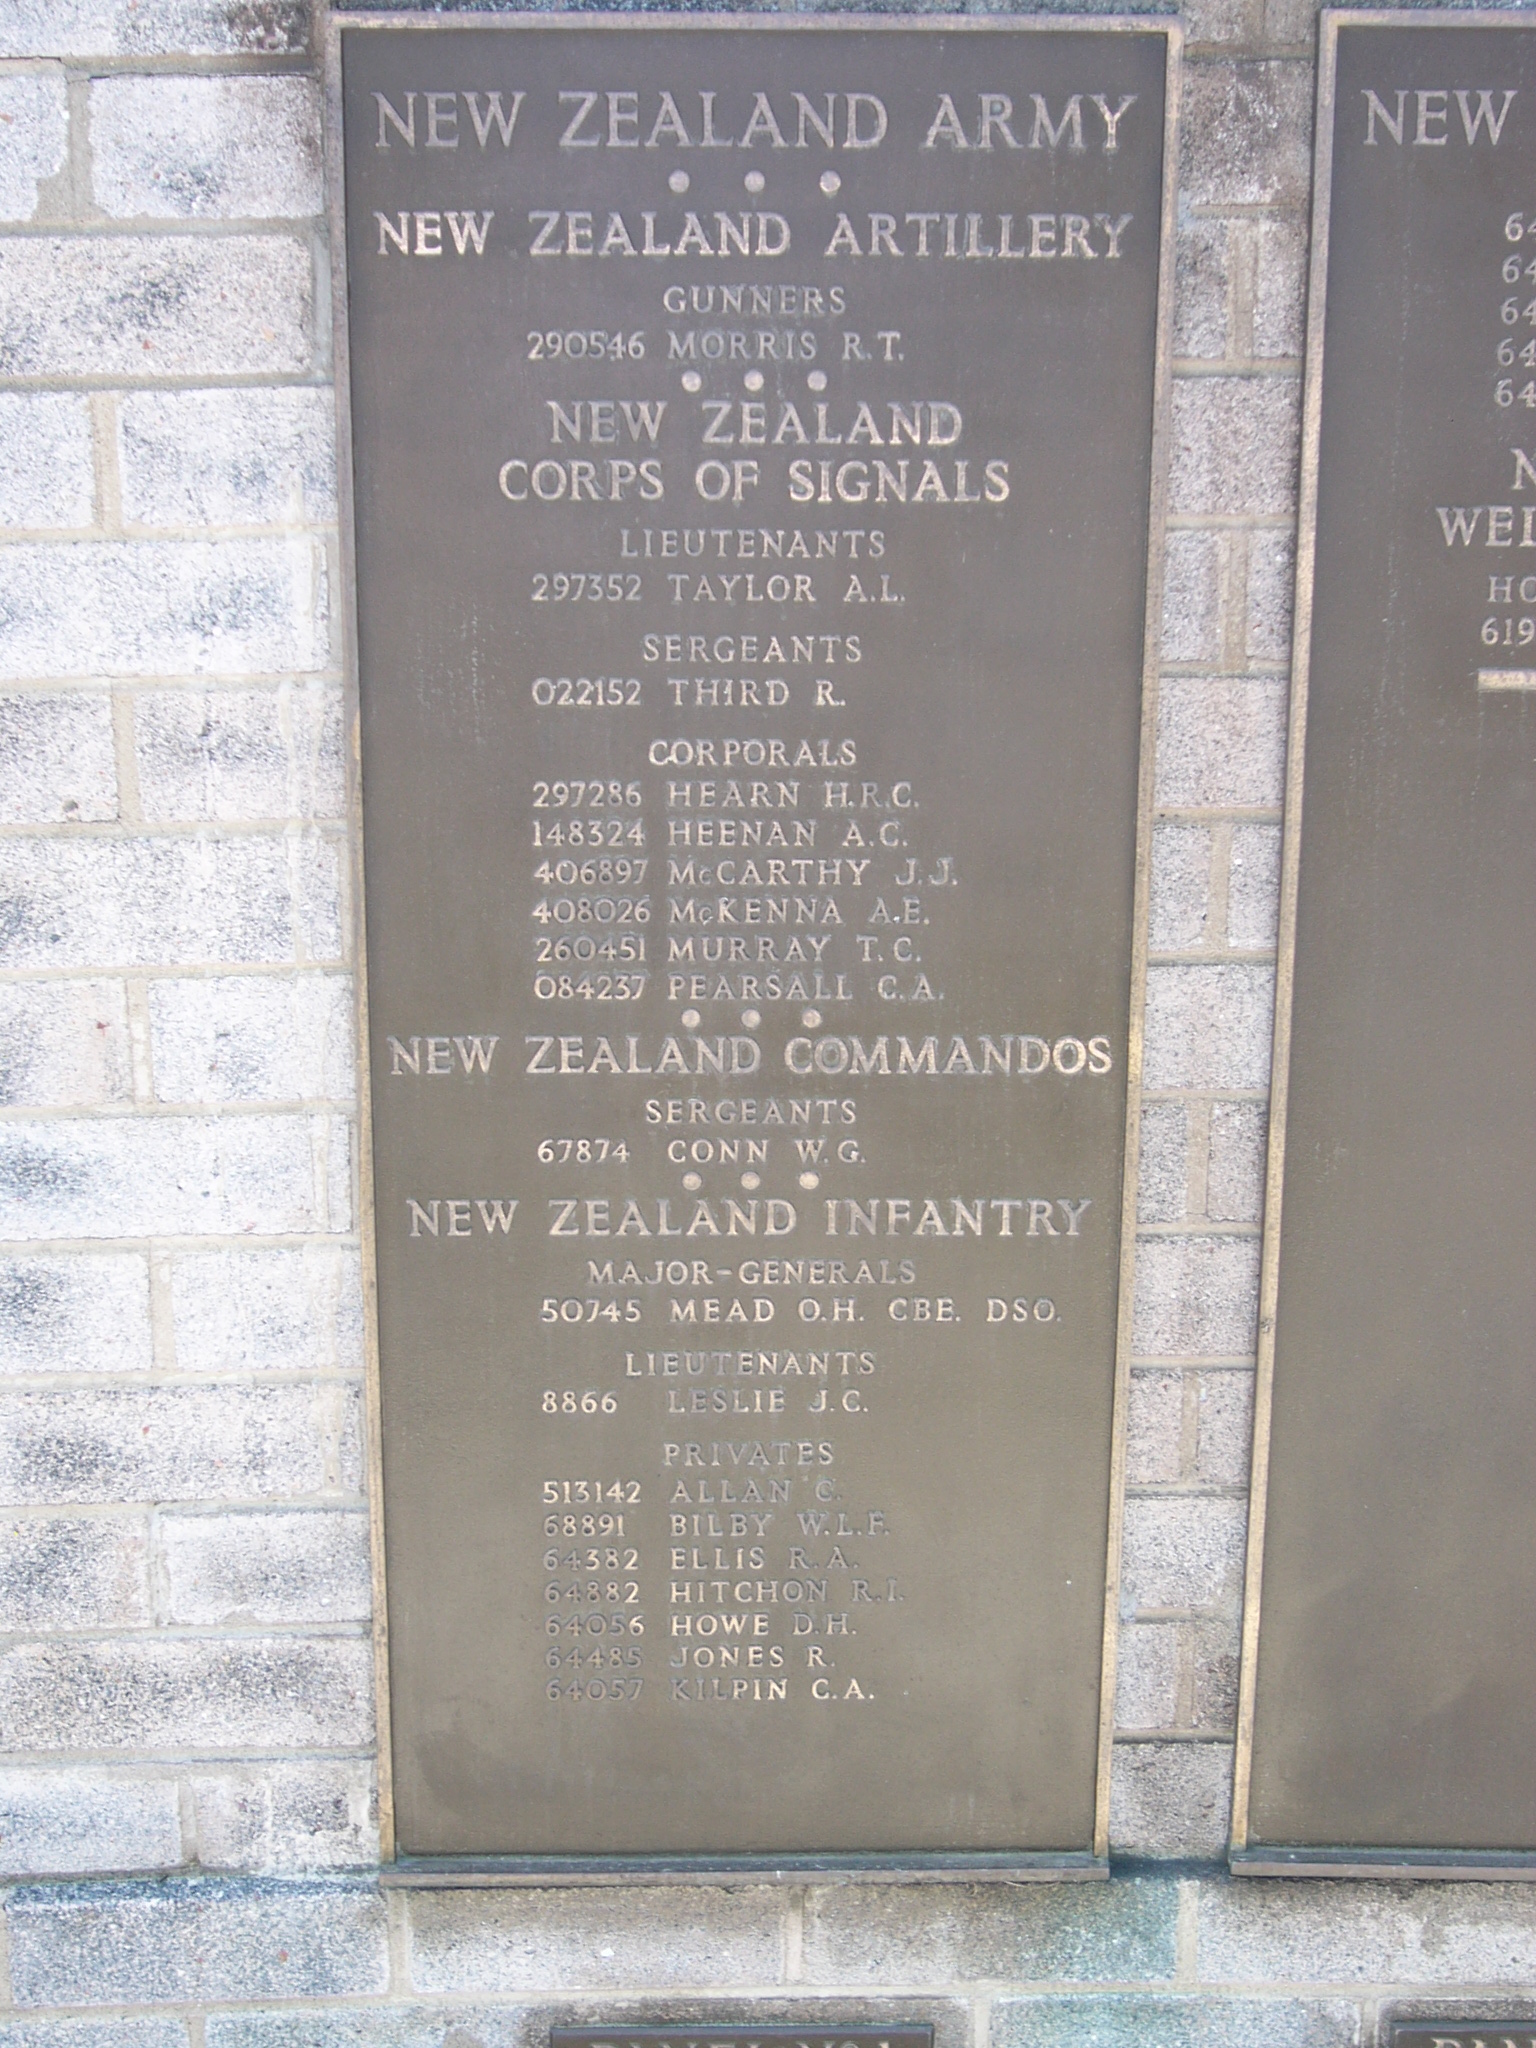 NEW ZEALAND ARMY
NEW ZEALAND ARTILLERY
GUNNERS
290546 MORRIS R.T.
NEW ZEALAND
CORPS OF SIGNALS
LIEUTENANTS
297352 TAYLOR A.L.
SERGEANTS
022152 THIRD R.
CORPORALS
297286 HEARN H.R.C.
148324 HEENAN A.C.
406897 McCARTHY J.J.
408026 McKENNA A.E.
260451 MURRAY T.C.
084237 PEARSALL C.A.
NEW ZEALAND COMMANDOS
SERGEANTS
67874 CONN W.G.
NEW ZEALAND INFANTRY
MAJOR-GENERALS
50745 MEAD O.H. CBE. DSO.
LIEUTENANTS
8866 LESLIE J.C.
PRIVATES
513142 ALLAN C.
68891 BILBY W.L.F.
64382 ELLIS R.A.
64882 HITCHON R.I.
64056 HOWE D.H.
64485 JONES R.
64057 KILPIN C.A.
NEW